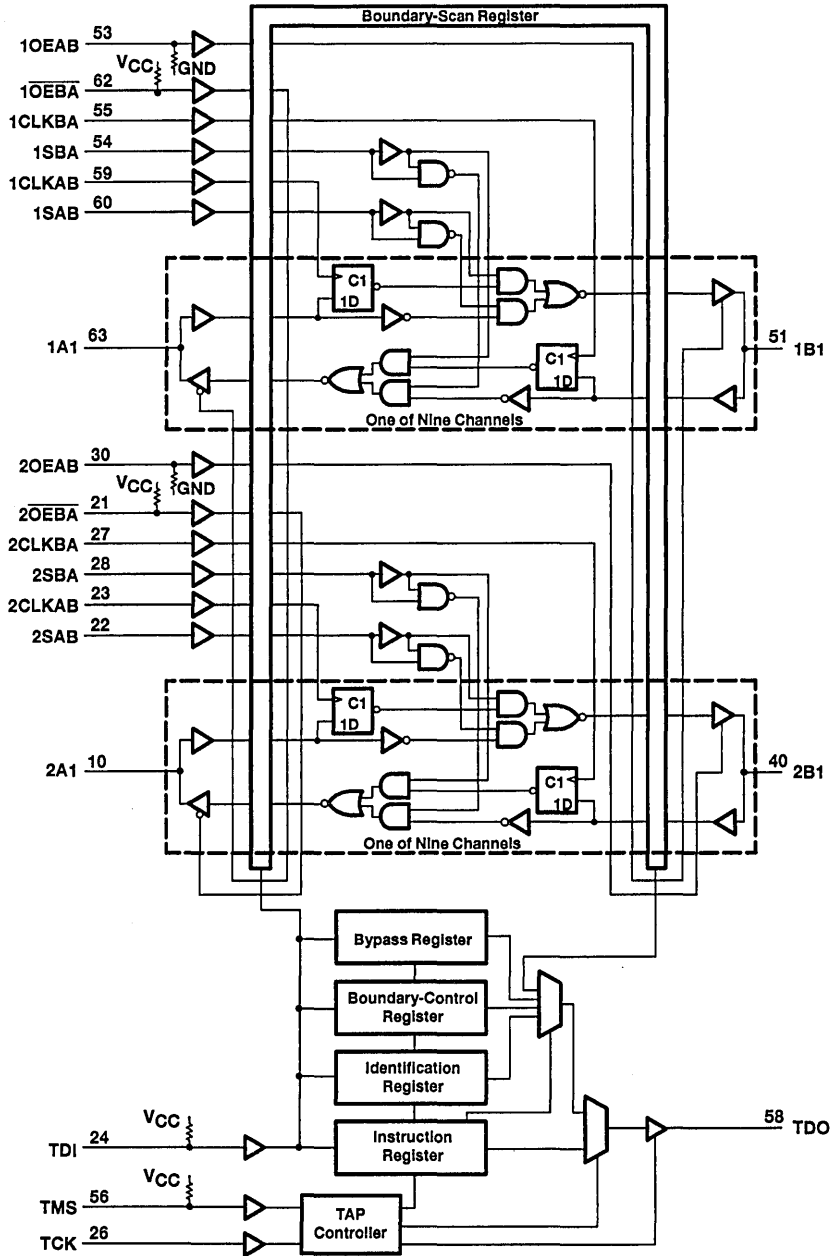 Boundary-Scan Register
1OEAB 53
VCC GND
1OEBA 62
1CLKBA 55
1SBA 54
1CLKAB 59
1SAB 60
C1
1D
1A1 63
51 1B1
C1
1D
One of Nine Channels
2OEAB 30
VCC GND
2OEBA 21
2CLKBA 27
2SBA 28
2CLKAB 23
2SAB 22
C1
1D
2A1 10
40 2B1
C1
1D
One of Nine Channels
Bypass Register
Boundary-Control
Register
Identification
Register
VCC
TDI 24
Instruction
Register
58 TDO
VCC
TMS 56
TAP
Controller
TCK 26